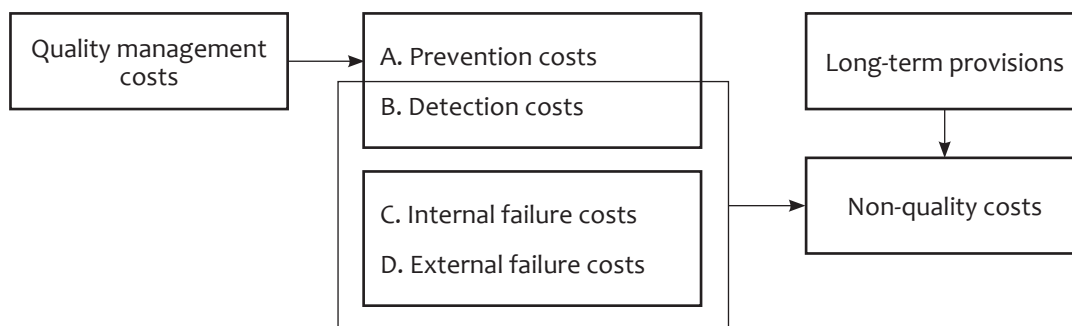 Quality management
costs
A. Prevention costs
B. Detection costs
C. Internal failure costs
D. External failure costs
Long-term provisions
Non-quality costs